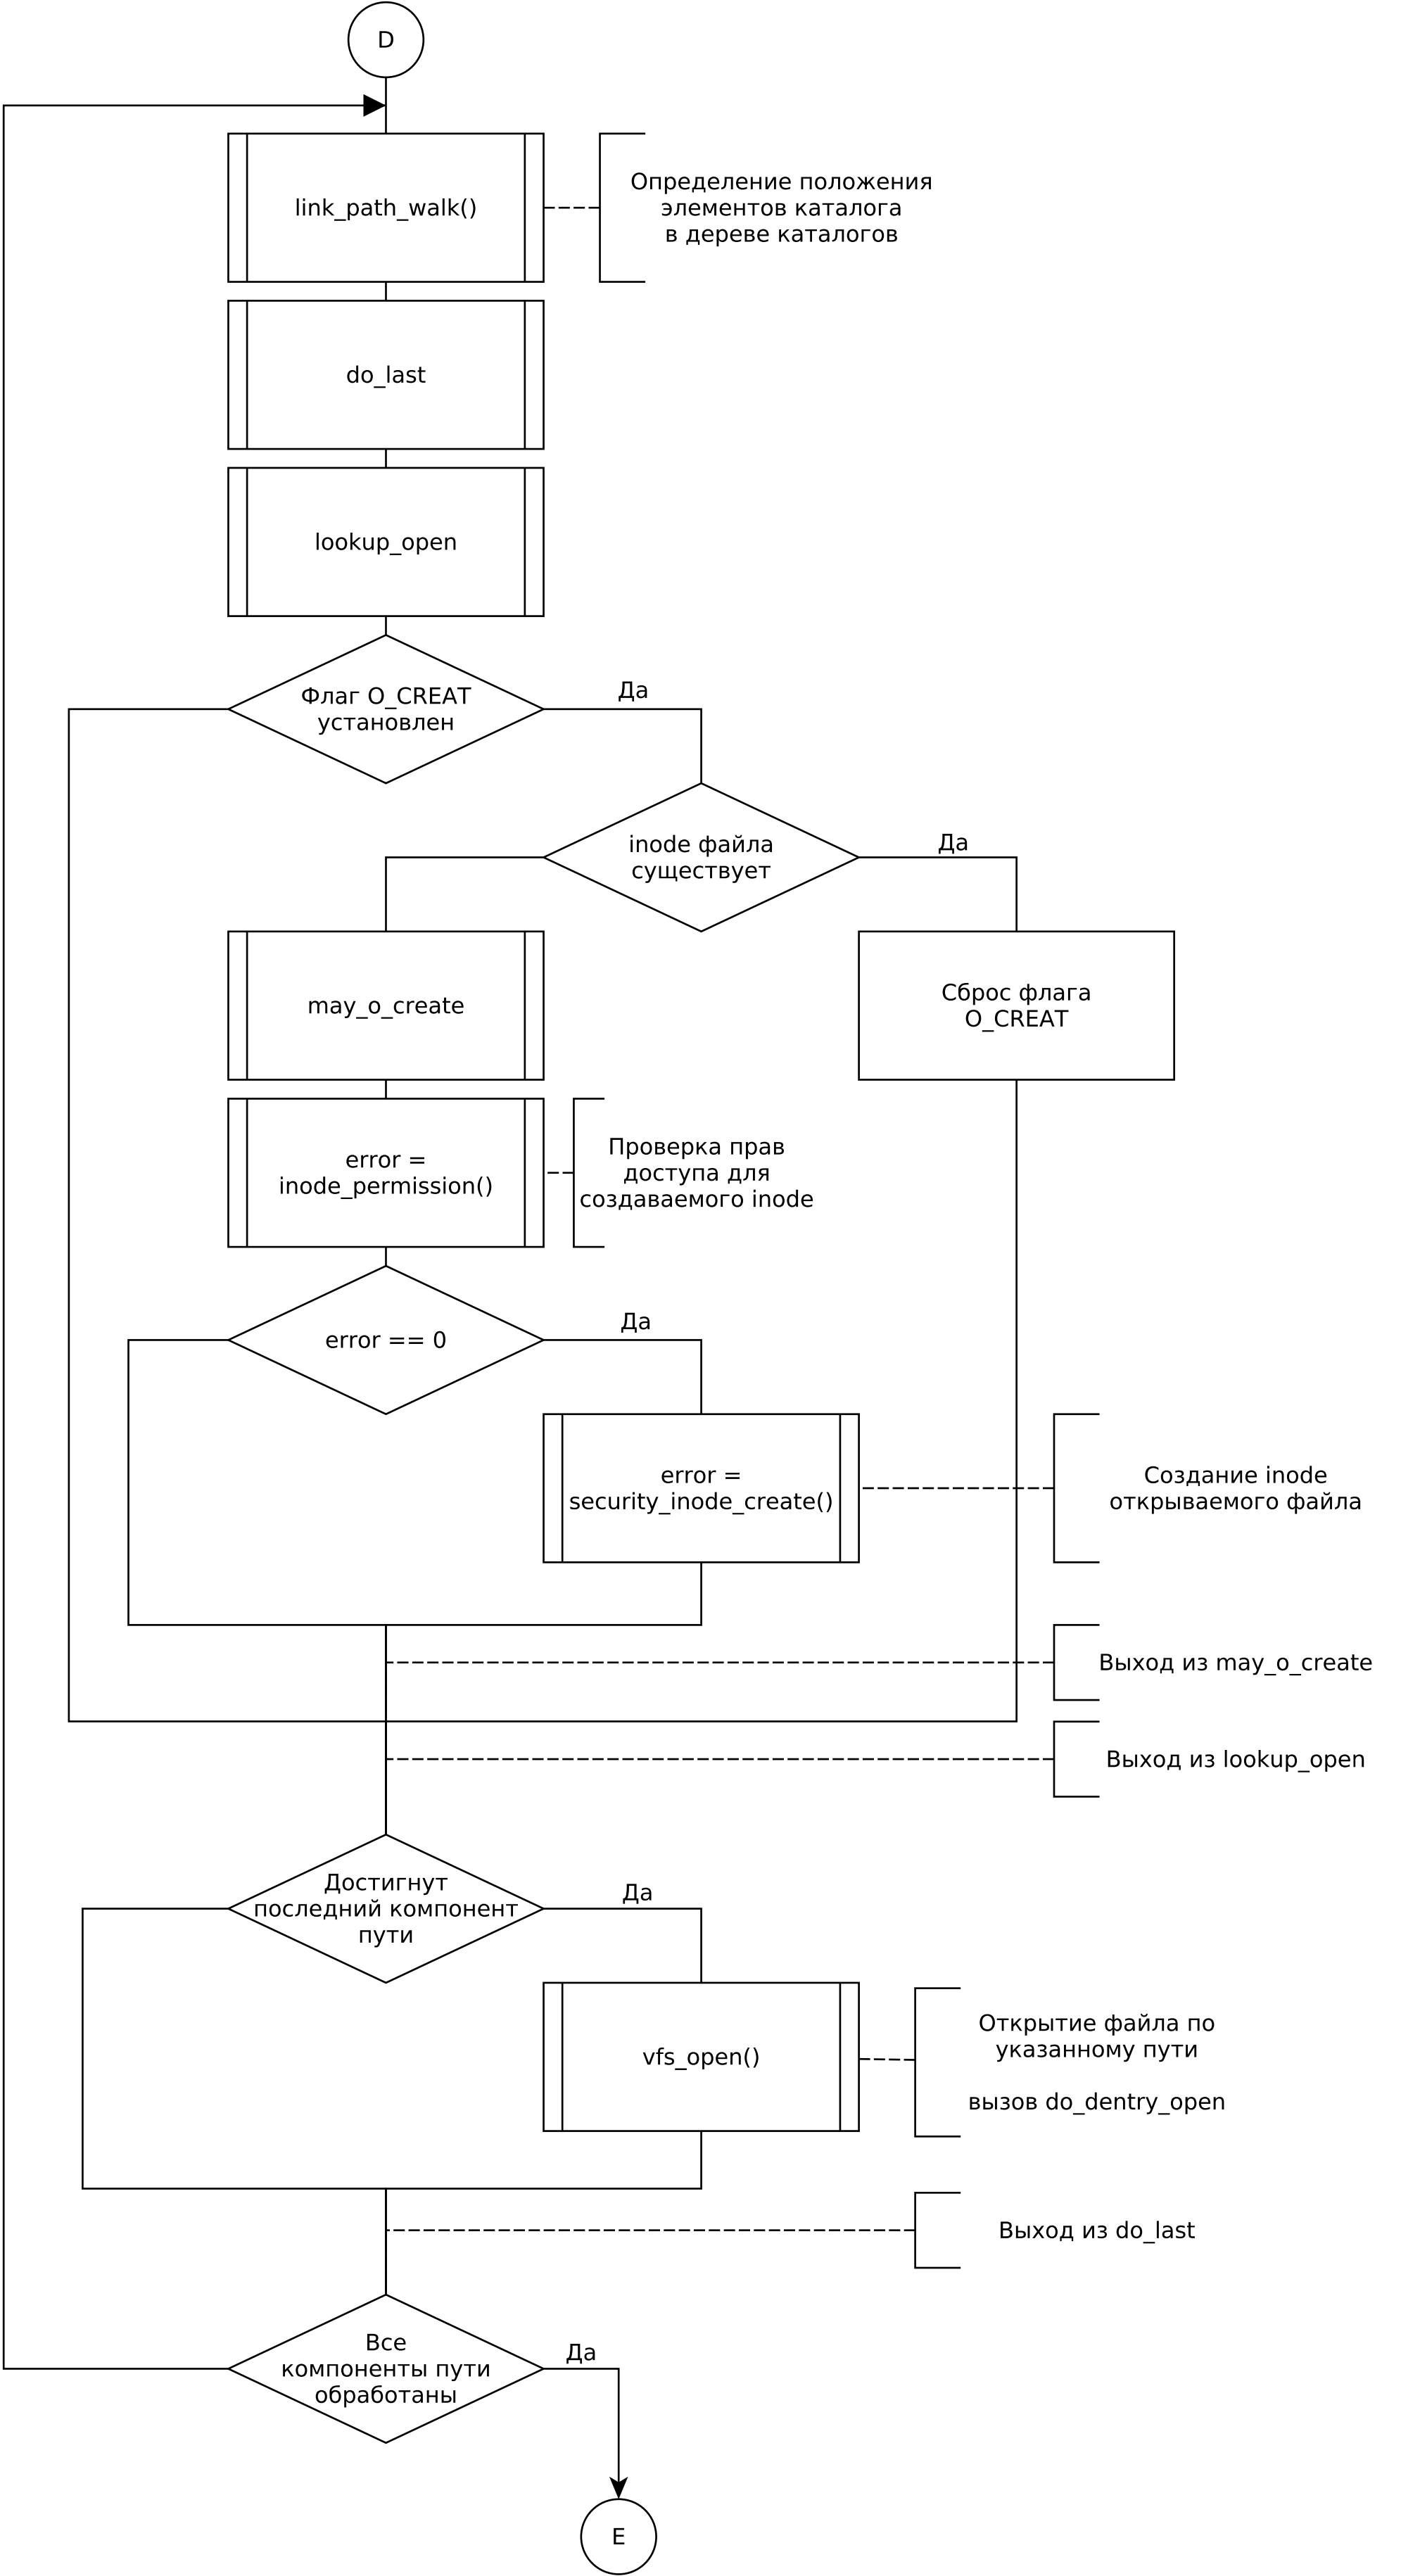 D
link_path_walk()
Определение положения
элементов каталога
в дереве каталогов
do_last
lookup_open
Флаг O_CREAT
установлен
Да
inode файла
существует
Да
may_o_create
Сброс флага
O_CREAT
error =
inode_permission()
Проверка прав
доступа для
создаваемого inode
error == 0
Да
error =
security_inode_create()
Создание inode
открываемого файла
Выход из may_o_create
Выход из lookup_open
Достигнут
последний компонент
пути
Да
vfs_open()
Открытие файла по
указанному пути
вызов do_dentry_open
Выход из do_last
Все
компоненты пути
обработаны
Да
E